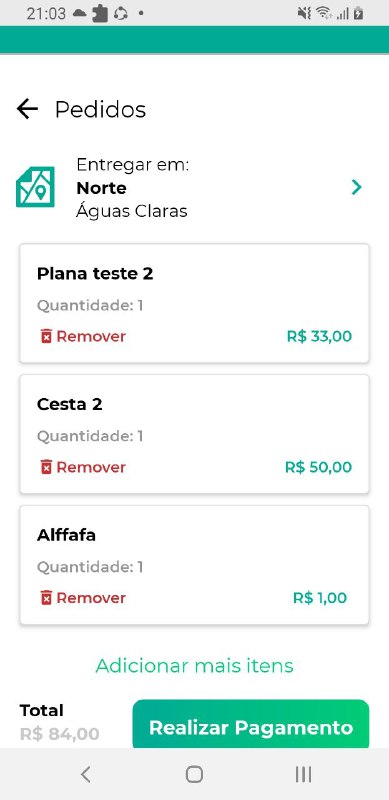 21:03
Pedidos
Entregar em:
Norte
Águas Claras
Plana teste 2
Quantidade: 1
Remover
R$ 33,00
Cesta 2
Quantidade: 1
Remover
R$ 50,00
Alffafa
Quantidade: 1
Remover
R$ 1,00
Adicionar mais itens
Total
R$ 84,00
Realizar Pagamento